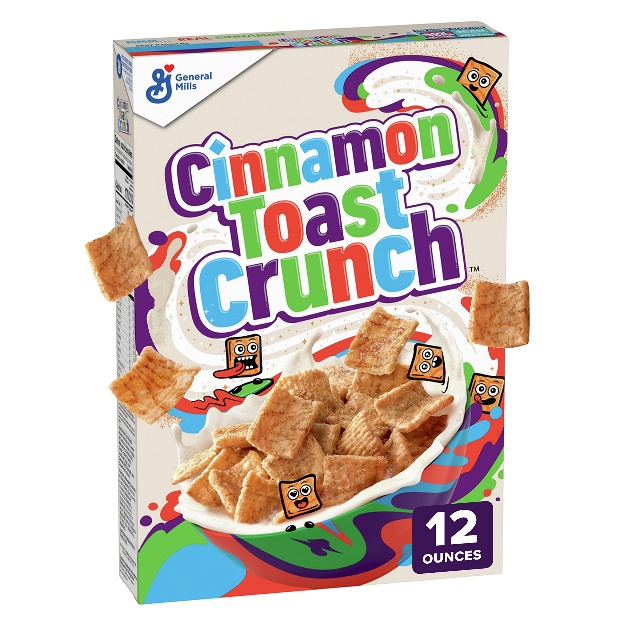 General
Mills
Cinnamon
Toast
Crunch
™
12
OUNCES